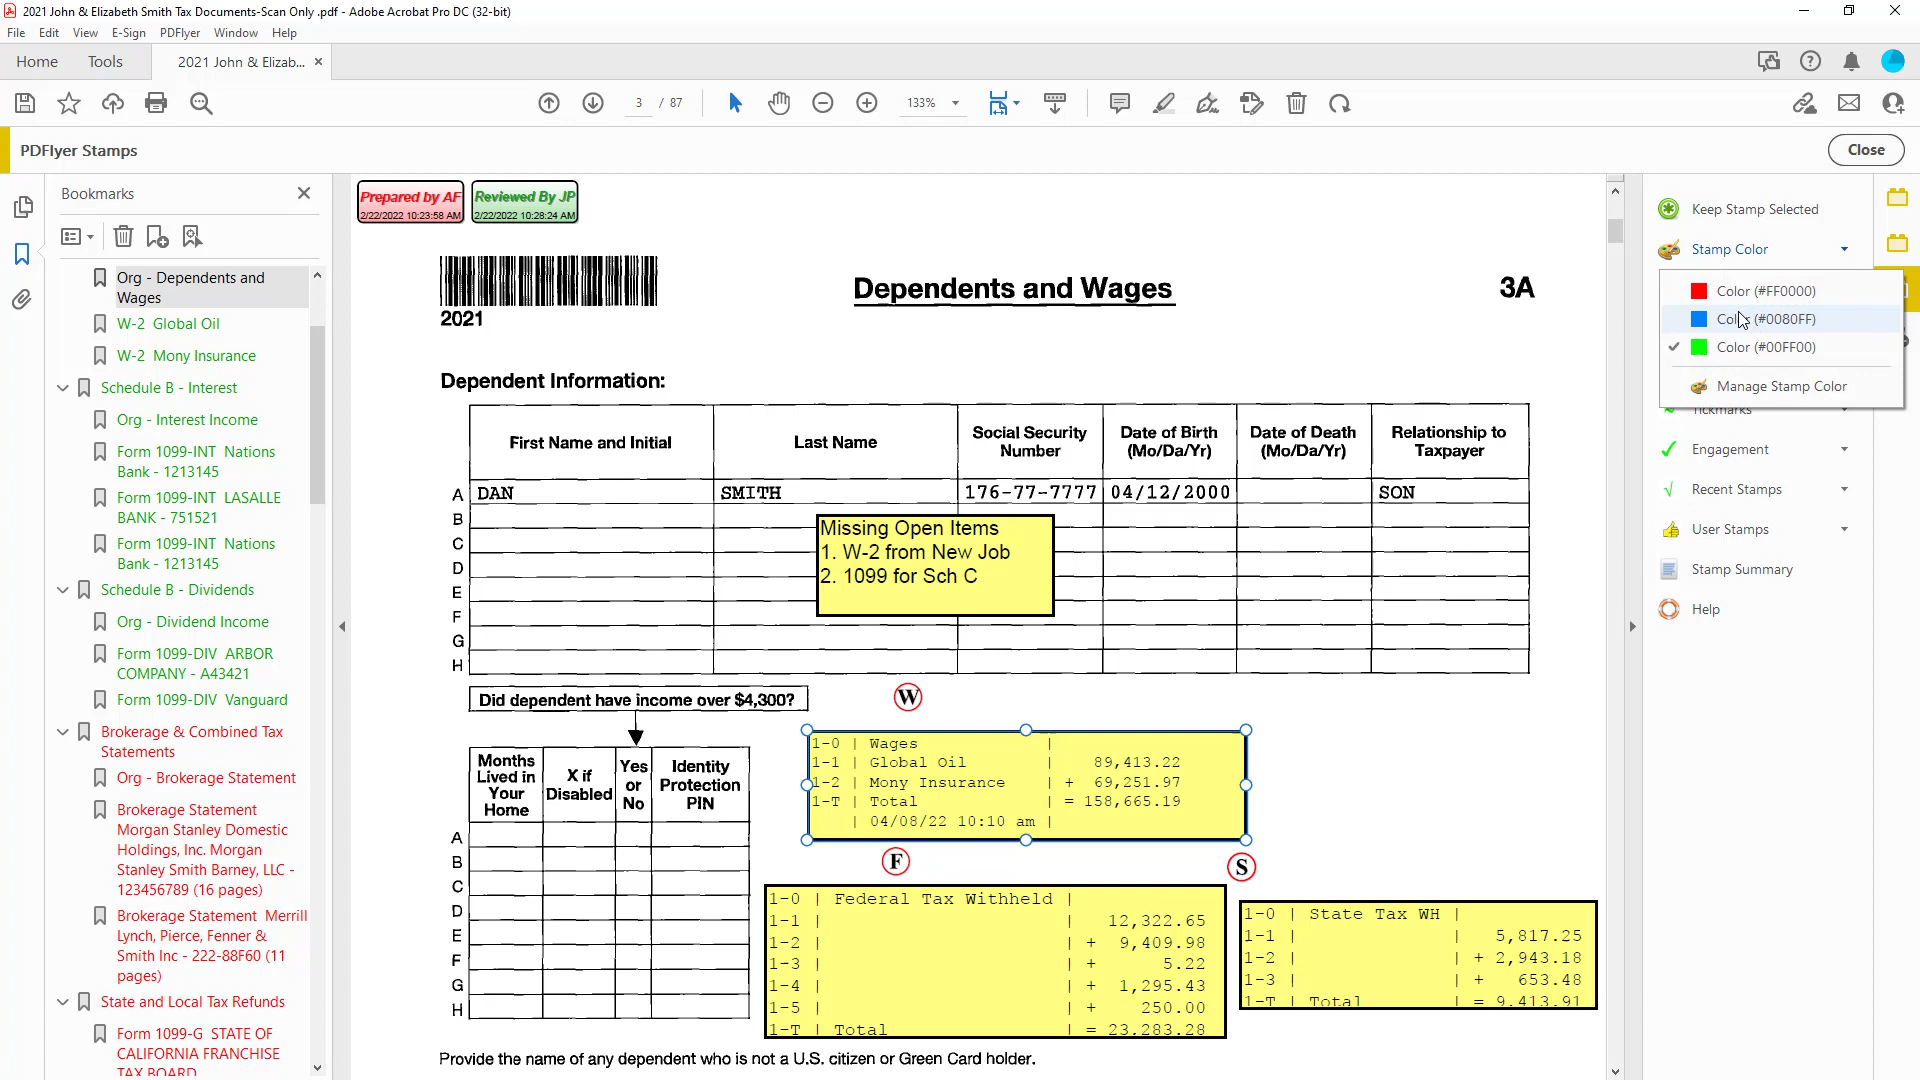 2021 John & Elizabeth Smith Tax Documents-Scan Only .pdf - Adobe Acrobat Pro DC (32-bit)
File Edit View E-Sign PDFlyer Window Help
Home Tools 2021 John & Elizab... ×
3 / 87 133%
PDFlyer Stamps Close
Bookmarks
Org - Dependents and
Wages
W-2 Global Oil
W-2 Mony Insurance
Schedule B - Interest
Org - Interest Income
Form 1099-INT Nations
Bank - 1213145
Form 1099-INT LASALLE
BANK - 751521
Form 1099-INT Nations
Bank - 1213145
Schedule B - Dividends
Org - Dividend Income
Form 1099-DIV ARBOR
COMPANY - A43421
Form 1099-DIV Vanguard
Brokerage & Combined Tax
Statements
Org - Brokerage Statement
Brokerage Statement
Morgan Stanley Domestic
Holdings, Inc. Morgan
Stanley Smith Barney, LLC -
123456789 (16 pages)
Brokerage Statement Merrill
Lynch, Pierce, Fenner &
Smith Inc - 222-88F60 (11
pages)
State and Local Tax Refunds
Form 1099-G STATE OF
CALIFORNIA FRANCHISE
TAX BOARD
Prepared by AF
2/22/2022 10:23:58 AM
Reviewed By JP
2/22/2022 10:28:24 AM
2021
Dependents and Wages
3A
Dependent Information:
First Name and Initial
Last Name
Social Security
Number
Date of Birth
(Mo/Da/Yr)
Date of Death
(Mo/Da/Yr)
Relationship to
Taxpayer
A DAN SMITH 176-77-7777 04/12/2000 SON
B
C
D
E
F
G
H
Missing Open Items
1. W-2 from New Job
2. 1099 for Sch C
Did dependent have income over $4,300?
W
Months
Lived in
Your
Home
X if
Disabled
Yes
or
No
Identity
Protection
PIN
A
B
C
D
E
F
G
H
1-0 | Wages |
1-1 | Global Oil | 89,413.22
1-2 | Mony Insurance | + 69,251.97
1-T | Total | = 158,665.19
| 04/08/22 10:10 am |
F
S
1-0 | Federal Tax Withheld |
1-1 | | 12,322.65
1-2 | | + 9,409.98
1-3 | | + 5.22
1-4 | | + 1,295.43
1-5 | | + 250.00
1-T | Total | = 23,283.28
1-0 | State Tax WH |
1-1 | | 5,817.25
1-2 | | + 2,943.18
1-3 | | + 653.48
1-T | Total | = 9,413.91
Provide the name of any dependent who is not a U.S. citizen or Green Card holder.
Keep Stamp Selected
Stamp Color
Color (#FF0000)
(#0080FF)
Color (#00FF00)
Manage Stamp Color
Tickmarks
Engagement
Recent Stamps
User Stamps
Stamp Summary
Help